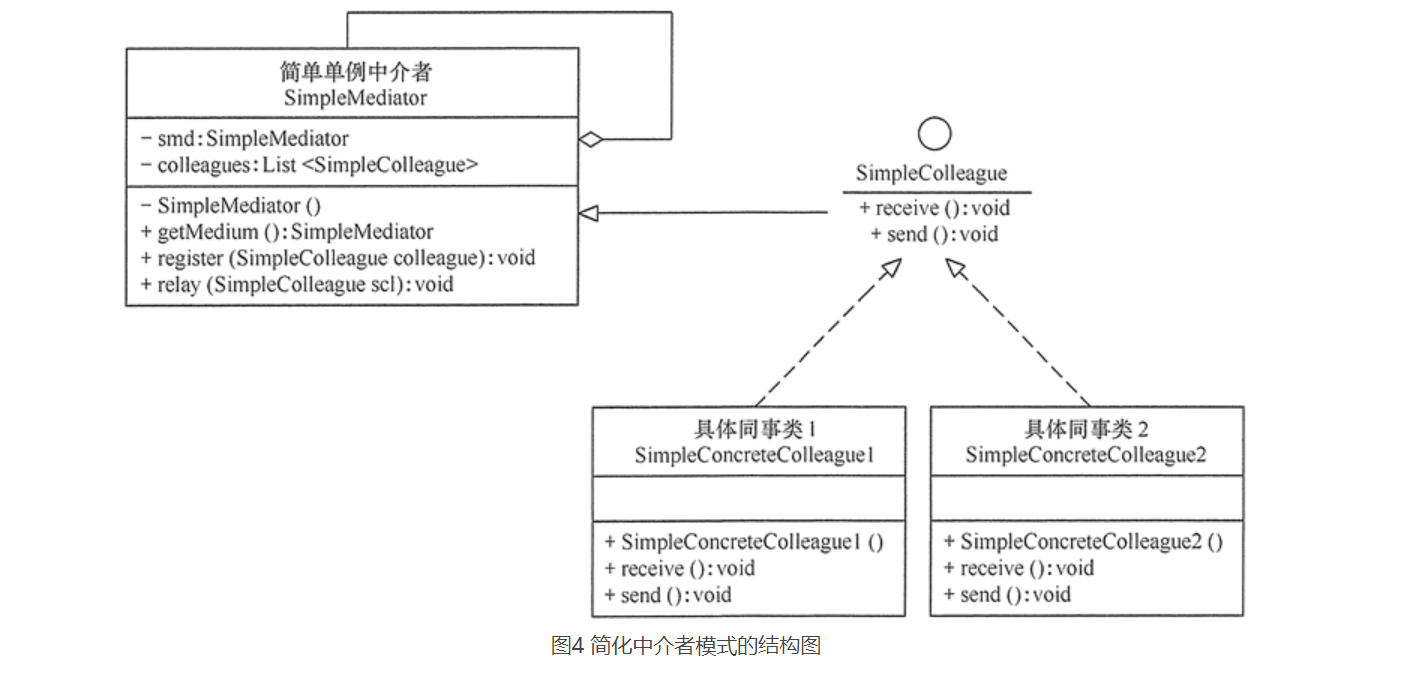 简单单例中介者
SimpleMediator
- smd:SimpleMediator
- colleagues:List <SimpleColleague>
- SimpleMediator ()
+ getMedium ():SimpleMediator
+ register (SimpleColleague colleague):void
+ relay (SimpleColleague scl):void
SimpleColleague
+ receive ():void
+ send ():void
具体同事类1
SimpleConcreteColleague1
+ SimpleConcreteColleague1 ()
+ receive ():void
+ send ():void
具体同事类2
SimpleConcreteColleague2
+ SimpleConcreteColleague2 ()
+ receive ():void
+ send ():void
图4 简化中介者模式的结构图